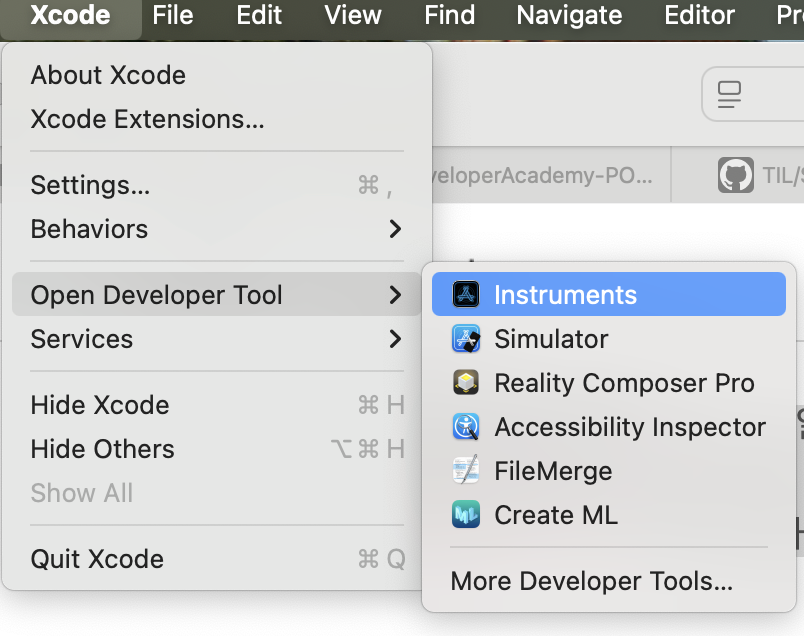 Xcode File Edit View Find Navigate Editor
About Xcode
Xcode Extensions...
Settings... ⌘ ,
Behaviors
Open Developer Tool
Services
Hide Xcode ⌘ H
Hide Others ⌥ ⌘ H
Show All
Quit Xcode ⌘ Q
Instruments
Simulator
Reality Composer Pro
Accessibility Inspector
FileMerge
Create ML
More Developer Tools...
veloperAcademy-PO...
TIL/